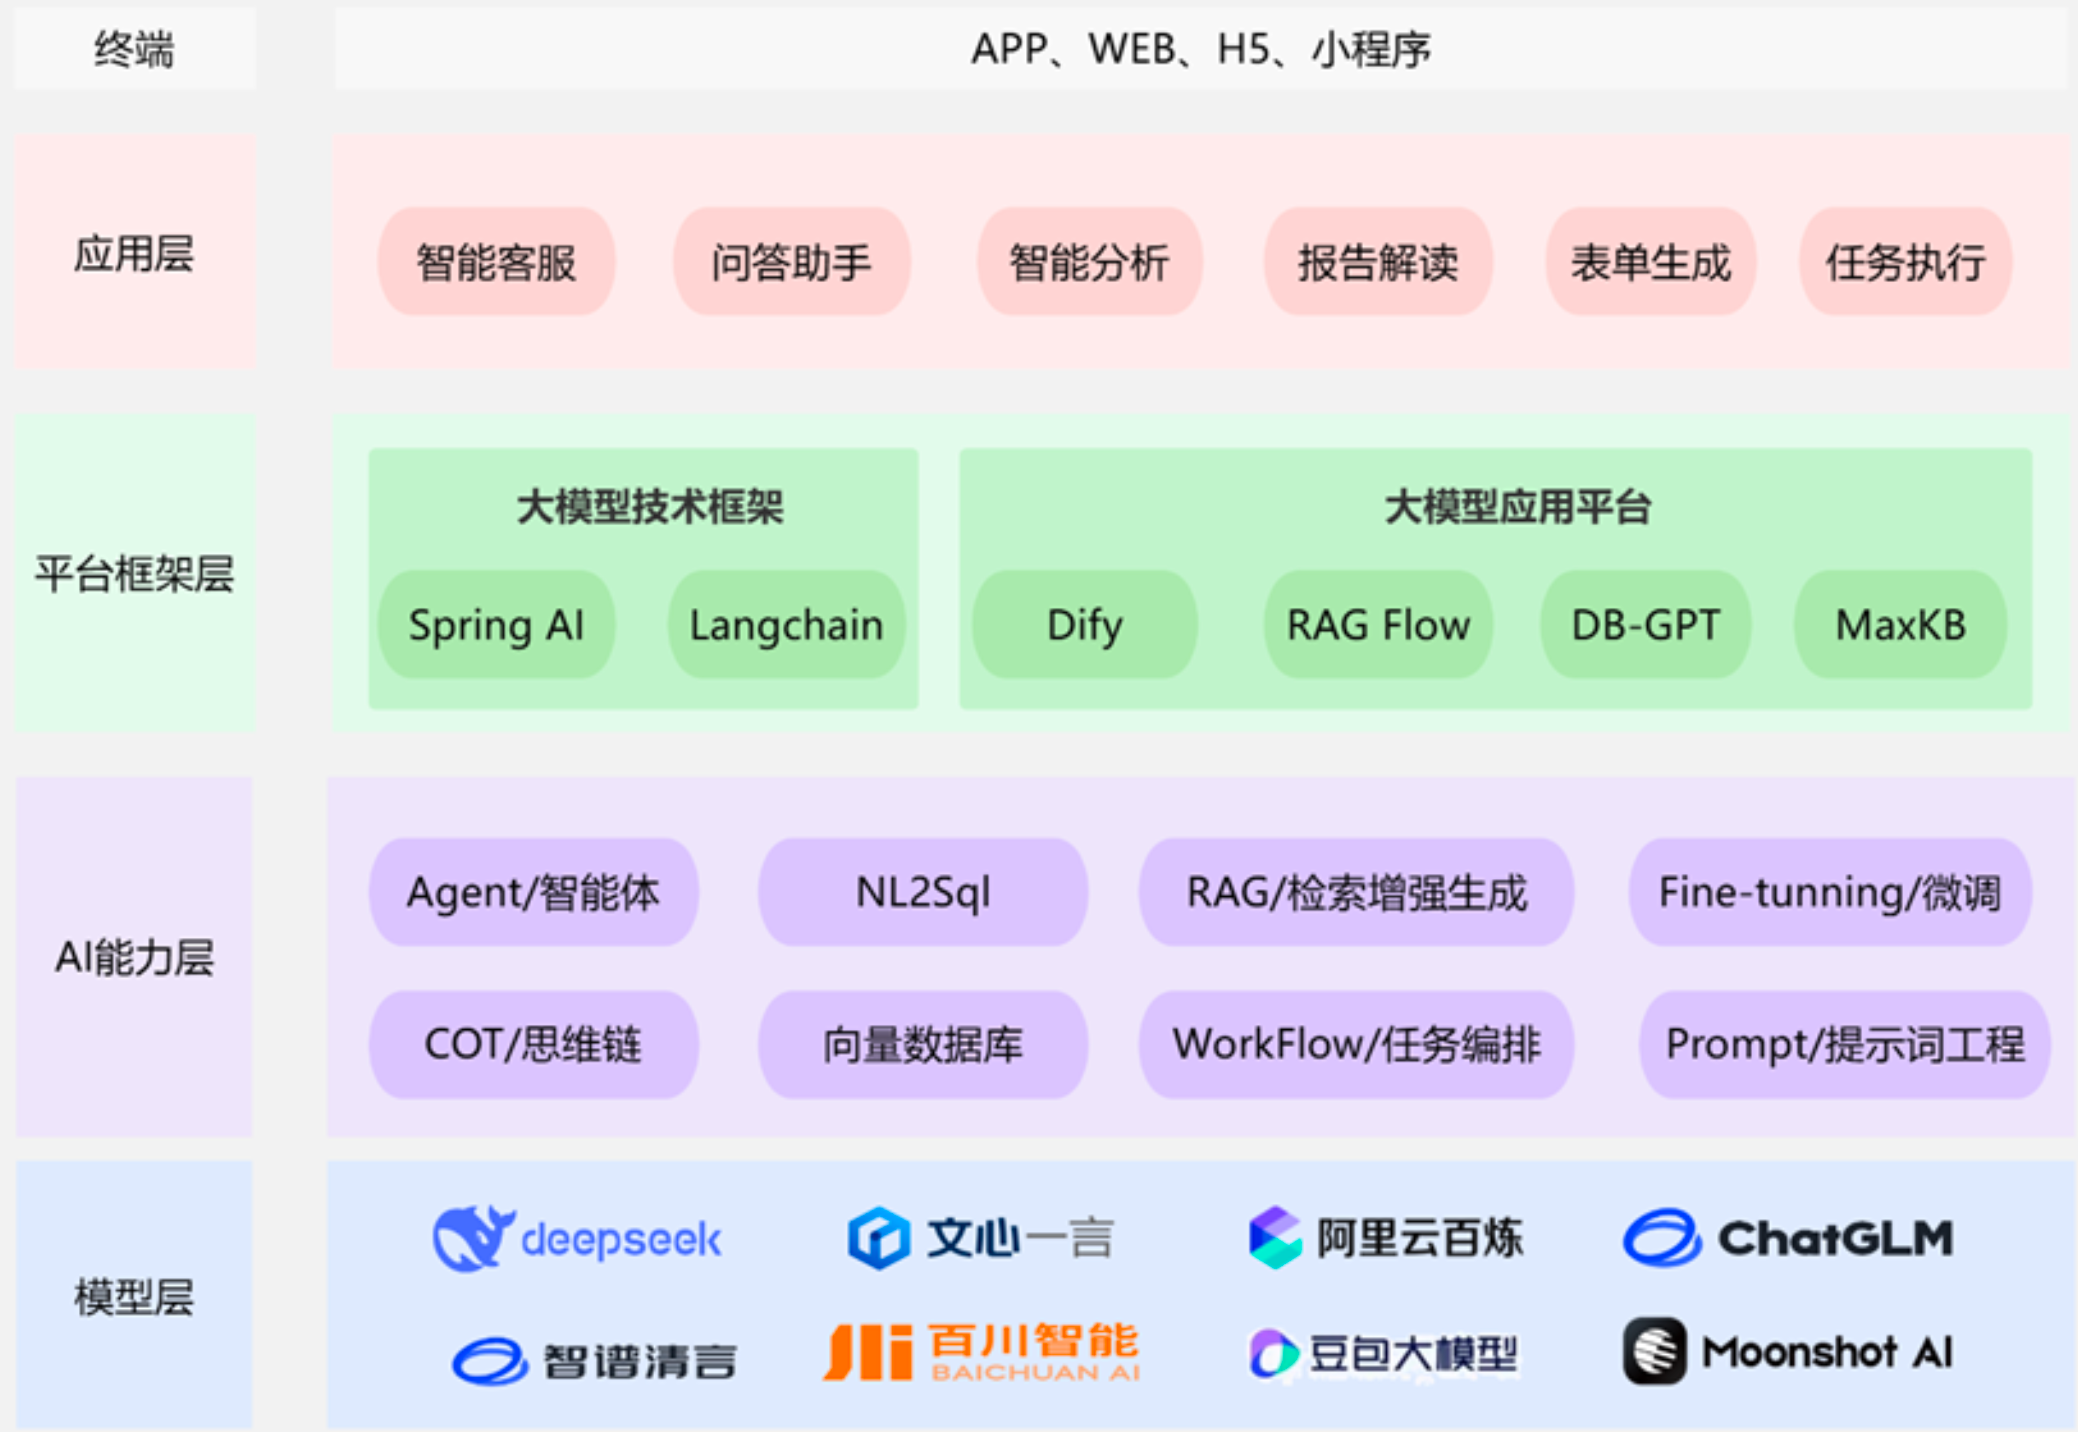 终端
APP、WEB、H5、小程序
应用层
智能客服
问答助手
智能分析
报告解读
表单生成
任务执行
平台框架层
大模型技术框架
Spring AI
Langchain
大模型应用平台
Dify
RAG Flow
DB-GPT
MaxKB
AI能力层
Agent/智能体
NL2Sql
RAG/检索增强生成
Fine-tunning/微调
COT/思维链
向量数据库
WorkFlow/任务编排
Prompt/提示词工程
模型层
deepseek
文心一言
阿里云百炼
ChatGLM
智谱清言
百川智能
BAICHUAN AI
豆包大模型
Moonshot AI